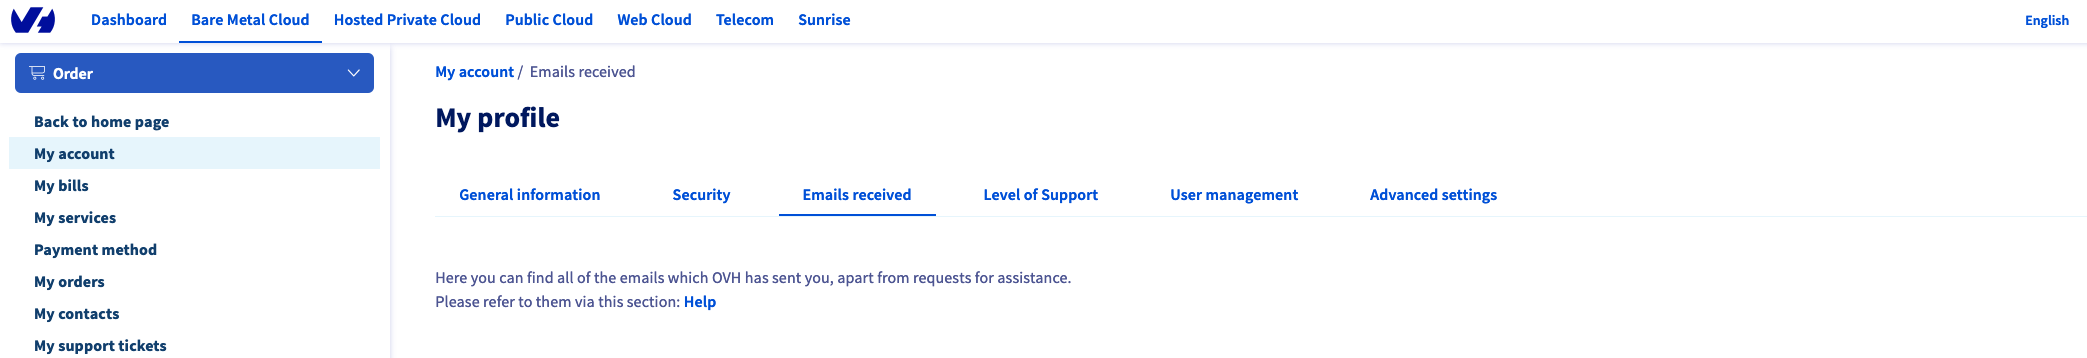 Dashboard Bare Metal Cloud Hosted Private Cloud Public Cloud Web Cloud Telecom Sunrise English
Order
Back to home page
My account
My bills
My services
Payment method
My orders
My contacts
My support tickets
My account / Emails received
My profile
General information Security Emails received Level of Support User management Advanced settings
Here you can find all of the emails which OVH has sent you, apart from requests for assistance.
Please refer to them via this section: Help